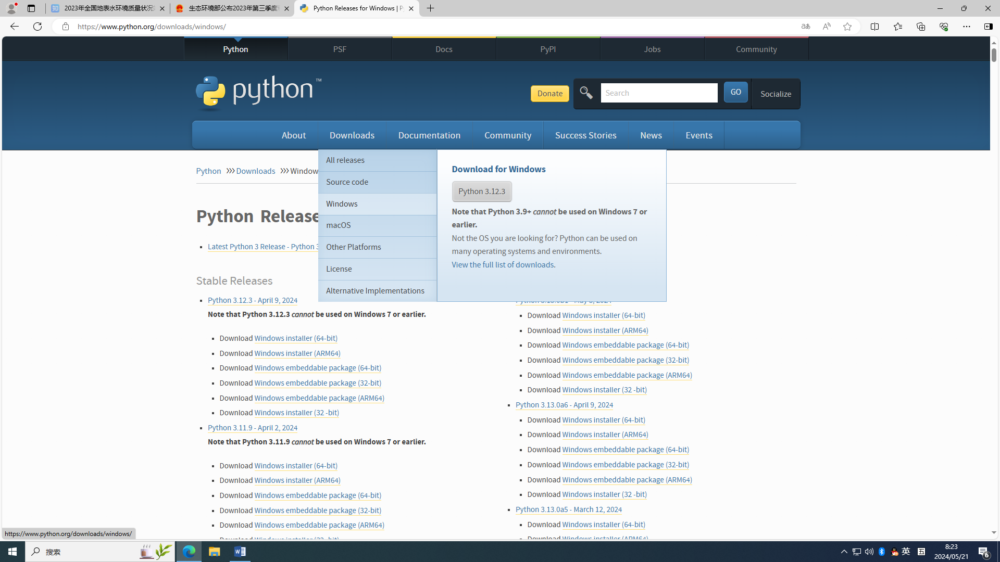 2023年全国地表水环境质量状况
生态环境部公布2023年第三季度
Python Releases for Windows | P
https://www.python.org/downloads/windows/
Python
PSF
Docs
PyPI
Jobs
Community
python™
Donate
Search
GO
Socialize
About
Downloads
Documentation
Community
Success Stories
News
Events
All releases
Source code
Windows
macOS
Other Platforms
License
Alternative Implementations
Download for Windows
Python 3.12.3
Note that Python 3.9+ cannot be used on Windows 7 or
earlier.
Not the OS you are looking for? Python can be used on
many operating systems and environments.
View the full list of downloads.
Python >>> Downloads >>> Window
Python Release
Latest Python 3 Release - Python 3
Stable Releases
Python 3.12.3 - April 9, 2024
Note that Python 3.12.3 cannot be used on Windows 7 or earlier.
Download Windows installer (64-bit)
Download Windows installer (ARM64)
Download Windows embeddable package (64-bit)
Download Windows embeddable package (32-bit)
Download Windows embeddable package (ARM64)
Download Windows installer (32 -bit)
Python 3.11.9 - April 2, 2024
Note that Python 3.11.9 cannot be used on Windows 7 or earlier.
Download Windows installer (64-bit)
Download Windows installer (ARM64)
Download Windows embeddable package (64-bit)
Download Windows embeddable package (32-bit)
Download Windows embeddable package (ARM64)
Download Windows installer (32 -bit)
Python 3.13.0b1 - May 8, 2024
Download Windows installer (64-bit)
Download Windows installer (ARM64)
Download Windows embeddable package (64-bit)
Download Windows embeddable package (32-bit)
Download Windows embeddable package (ARM64)
Download Windows installer (32 -bit)
Python 3.13.0a6 - April 9, 2024
Download Windows installer (64-bit)
Download Windows installer (ARM64)
Download Windows embeddable package (64-bit)
Download Windows embeddable package (32-bit)
Download Windows embeddable package (ARM64)
Download Windows installer (32 -bit)
Python 3.13.0a5 - March 12, 2024
Download Windows installer (64-bit)
Download Windows installer (ARM64)
https://www.python.org/downloads/windows/
搜索
英
五
8:23
2024/05/21
6